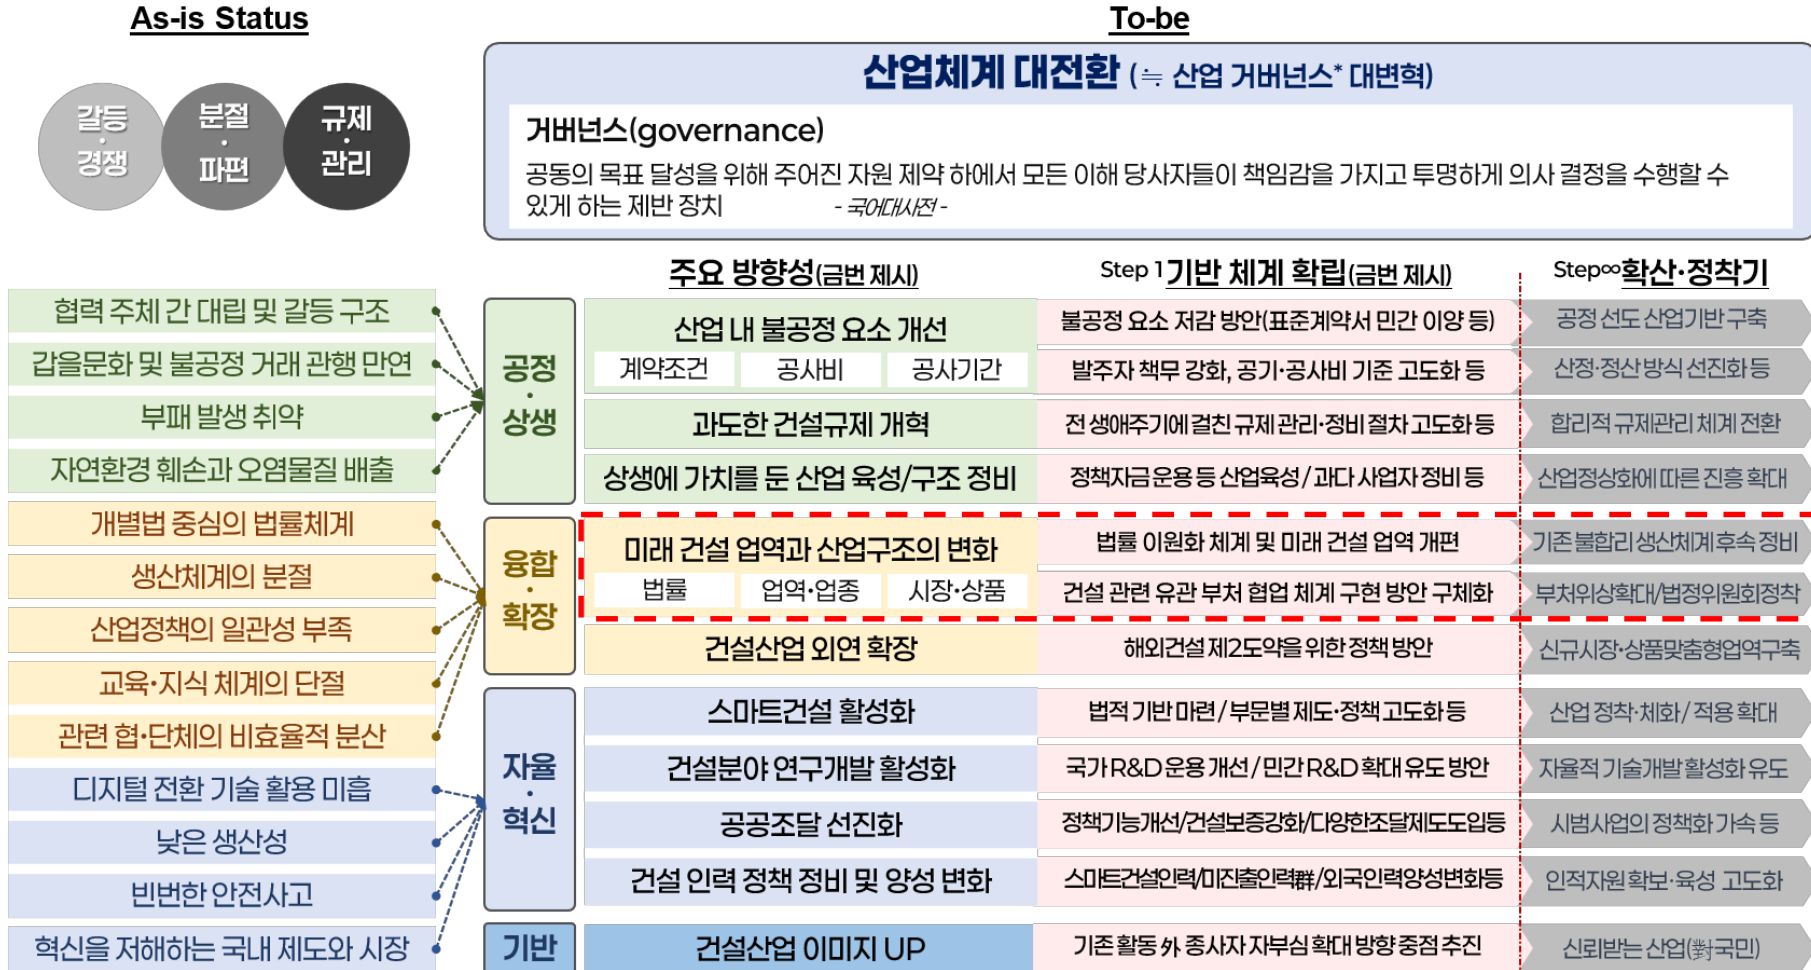 As-is Status
To-be
갈등
·
경쟁
분절
·
파편
규제
·
관리
산업체계 대전환 (≒ 산업 거버넌스* 대변혁)
거버넌스(governance)
공동의 목표 달성을 위해 주어진 자원 제약 하에서 모든 이해 당사자들이 책임감을 가지고 투명하게 의사 결정을 수행할 수
있게 하는 제반 장치 - 국어대사전 -
주요 방향성(금번 제시)
Step 1 기반 체계 확립(금번 제시)
Step∞ 확산·정착기
협력 주체 간 대립 및 갈등 구조
갑을문화 및 불공정 거래 관행 만연
부패 발생 취약
자연환경 훼손과 오염물질 배출
개별법 중심의 법률체계
생산체계의 분절
산업정책의 일관성 부족
교육·지식 체계의 단절
관련 협·단체의 비효율적 분산
디지털 전환 기술 활용 미흡
낮은 생산성
빈번한 안전사고
혁신을 저해하는 국내 제도와 시장
공정
·
상생
산업 내 불공정 요소 개선
계약조건 공사비 공사기간
불공정 요소 저감 방안(표준계약서 민간 이양 등)
공정 선도 산업기반 구축
발주자 책무 강화, 공기·공사비 기준 고도화 등
산정·정산 방식 선진화 등
과도한 건설규제 개혁
전 생애주기에 걸친 규제 관리·정비 절차 고도화 등
합리적 규제관리 체계 전환
상생에 가치를 둔 산업 육성/구조 정비
정책자금 운용 등 산업육성 / 과다 사업자 정비 등
산업정상화에 따른 진흥 확대
융합
·
확장
미래 건설 업역과 산업구조의 변화
법률 업역·업종 시장·상품
법률 이원화 체계 및 미래 건설 업역 개편
기존 불합리 생산체계 후속 정비
건설 관련 유관 부처 협업 체계 구현 방안 구체화
부처위상확대/법정위원회정착
건설산업 외연 확장
해외건설 제2도약을 위한 정책 방안
신규시장·상품맞춤형업역구축
자율
·
혁신
스마트건설 활성화
법적 기반 마련 / 부문별 제도·정책 고도화 등
산업 정착·체화 / 적용 확대
건설분야 연구개발 활성화
국가 R&D 운용 개선 / 민간 R&D 확대 유도 방안
자율적 기술개발 활성화 유도
공공조달 선진화
정책기능개선/건설보증강화/다양한조달제도도입등
시범사업의 정책화 가속 등
건설 인력 정책 정비 및 양성 변화
스마트건설인력/미진출인력群/외국인력양성변화등
인적자원 확보·육성 고도화
기반
건설산업 이미지 UP
기존 활동 外 종사자 자부심 확대 방향 중점 추진
신뢰받는 산업(對국민)